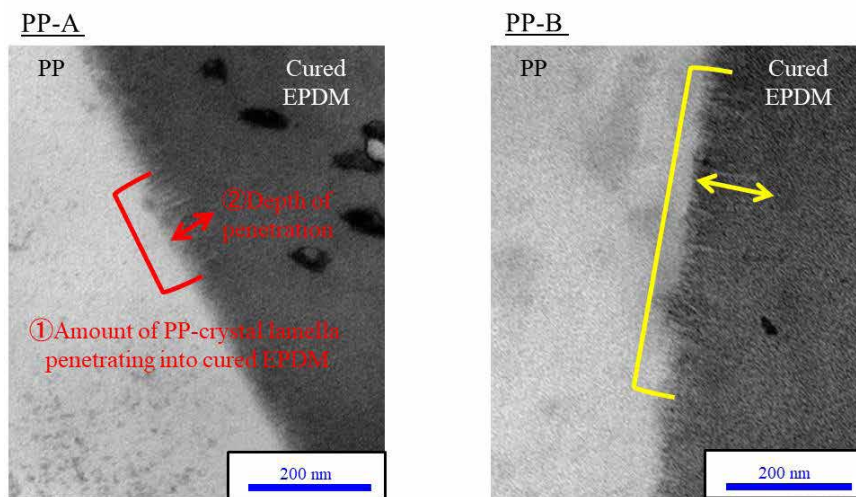 PP-A
PP
Cured
EPDM
②Depth of
penetration
①Amount of PP-crystal lamella
penetrating into cured EPDM
200 nm
PP-B
PP
Cured
EPDM
200 nm